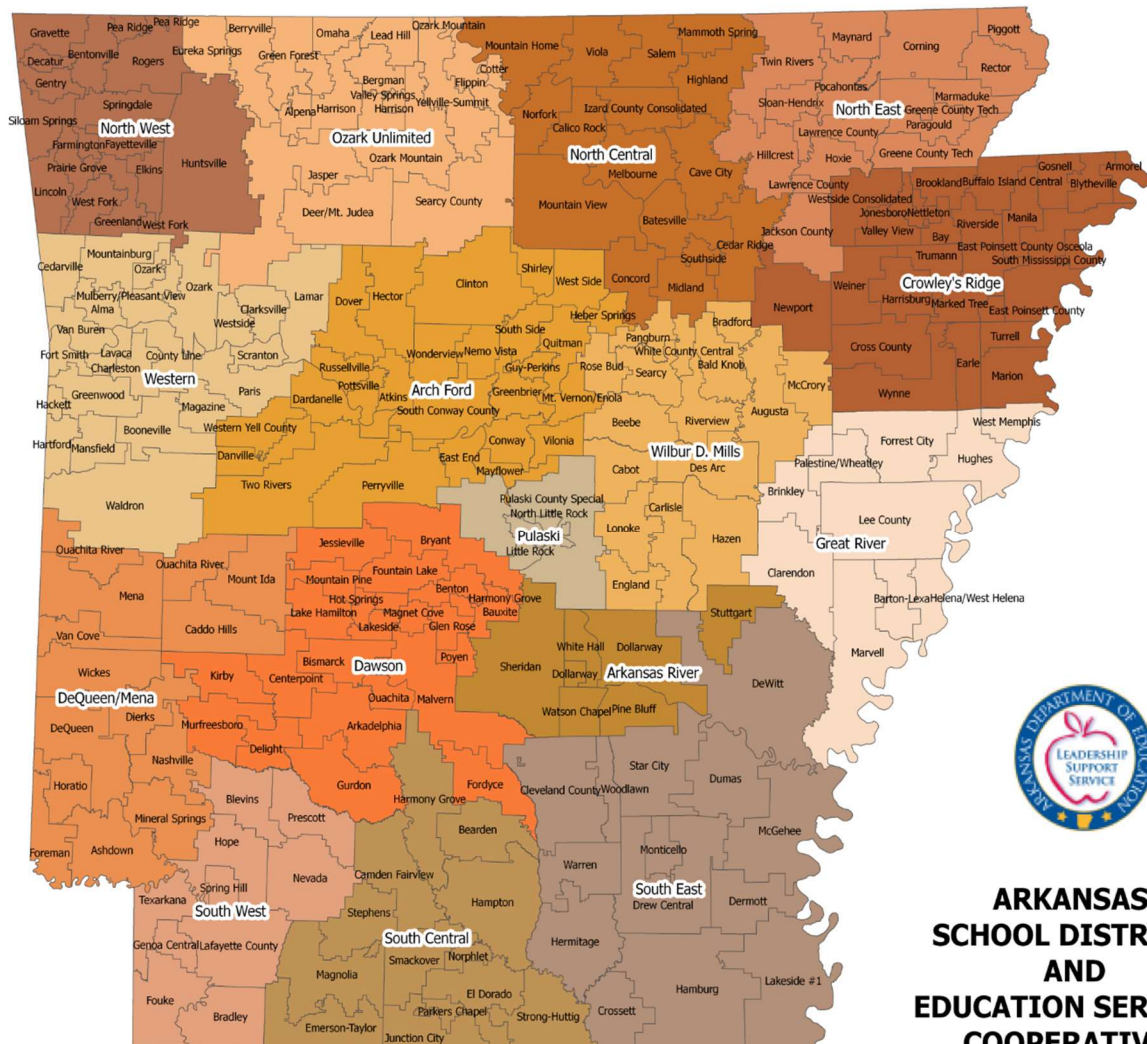 Gravette
Pea Ridge
Pea Ridge
Bentonville
Decatur
Rogers
Gentry
Springdale
Siloam Springs
North West
Farmington
Fayetteville
Huntsville
Prairie Grove
Elkins
Lincoln
West Fork
Greenland
West Fork
Berryville
Omaha
Lead Hill
Ozark Mountain
Eureka Springs
Green Forest
Cotter
Bergman
Flippin
Valley Springs
Alpena
Harrison
Harrison
Yellville-Summit
Ozark Unlimited
Ozark Mountain
Jasper
Deer/Mt. Judea
Searcy County
Mountain Home
Viola
Salem
Mammoth Spring
Highland
Norfork
Izard County Consolidated
Calico Rock
North Central
Melbourne
Cave City
Mountain View
Batesville
Cedar Ridge
Southside
Concord
Midland
Maynard
Corning
Piggott
Twin Rivers
Rector
Pocahontas
Sloan-Hendrix
Marmaduke
North East
Greene County Tech
Paragould
Lawrence County
Hillcrest
Hoxie
Greene County Tech
Lawrence County
Jackson County
Gosnell
Armorel
Brookland
Buffalo Island Central
Blytheville
Westside Consolidated
Jonesboro
Nettleton
Riverside
Manila
Valley View
Bay
East Poinsett County
Osceola
Trumann
South Mississippi County
Crowley's Ridge
Weiner
Harrisburg
Marked Tree
East Poinsett County
Newport
Turrell
Cross County
Earle
Marion
Wynne
Mountainburg
Cedarville
Ozark
Ozark
Mulberry/Pleasant View
Alma
Clarksville
Lamar
Westside
Van Buren
Fort Smith
Lavaca
County Line
Scranton
Charleston
Western
Greenwood
Paris
Hackett
Magazine
Booneville
Hartford
Mansfield
Waldron
Clinton
Shirley
West Side
Dover
Hector
Heber Springs
South Side
Quitman
Wonderview
Nemo Vista
Russellville
Guy-Perkins
Pottsville
Arch Ford
Atkins
Greenbrier
Mt. Vernon/Enola
Dardanelle
South Conway County
Western Yell County
Conway
Vilonia
Danville
East End
Mayflower
Two Rivers
Perryville
Bradford
Pangburn
White County Central
Rose Bud
Searcy
Bald Knob
McCrory
Augusta
Beebe
Riverview
Wilbur D. Mills
Cabot
Des Arc
Carlisle
Lonoke
Hazen
England
Pulaski County Special
North Little Rock
Pulaski
Little Rock
West Memphis
Forrest City
Hughes
Palestine/Wheatley
Brinkley
Lee County
Great River
Clarendon
Barton-Lexa
Helena/West Helena
Marvell
Ouachita River
Ouachita River
Mount Ida
Mena
Caddo Hills
Van Cove
Wickes
DeQueen/Mena
Dierks
DeQueen
Nashville
Horatio
Mineral Springs
Foreman
Ashdown
Jessieville
Bryant
Fountain Lake
Mountain Pine
Benton
Hot Springs
Harmony Grove
Lake Hamilton
Magnet Cove
Bauxite
Lakeside
Glen Rose
Bismarck
Dawson
Poyen
Kirby
Centerpoint
Ouachita
Malvern
Murfreesboro
Arkadelphia
Delight
Gurdon
Fordyce
Stuttgart
White Hall
Dollarway
Sheridan
Dollarway
Arkansas River
Watson Chapel
Pine Bluff
DeWitt
Star City
Cleveland County
Woodlawn
Dumas
McGehee
Warren
Monticello
South East
Drew Central
Dermott
Hermitage
Lakeside #1
Hamburg
Crossett
Blevins
Prescott
Hope
Nevada
Spring Hill
Texarkana
South West
Genoa Central
Lafayette County
Fouke
Bradley
Harmony Grove
Bearden
Camden Fairview
Hampton
Stephens
South Central
Norphlet
Smackover
Magnolia
El Dorado
Parkers Chapel
Emerson-Taylor
Strong-Huttig
Junction City
ARKANSAS DEPARTMENT OF EDUCATION
LEADERSHIP
SUPPORT
SERVICE
ARKANSAS
SCHOOL DISTR
AND
EDUCATION SER
COOPERATIV